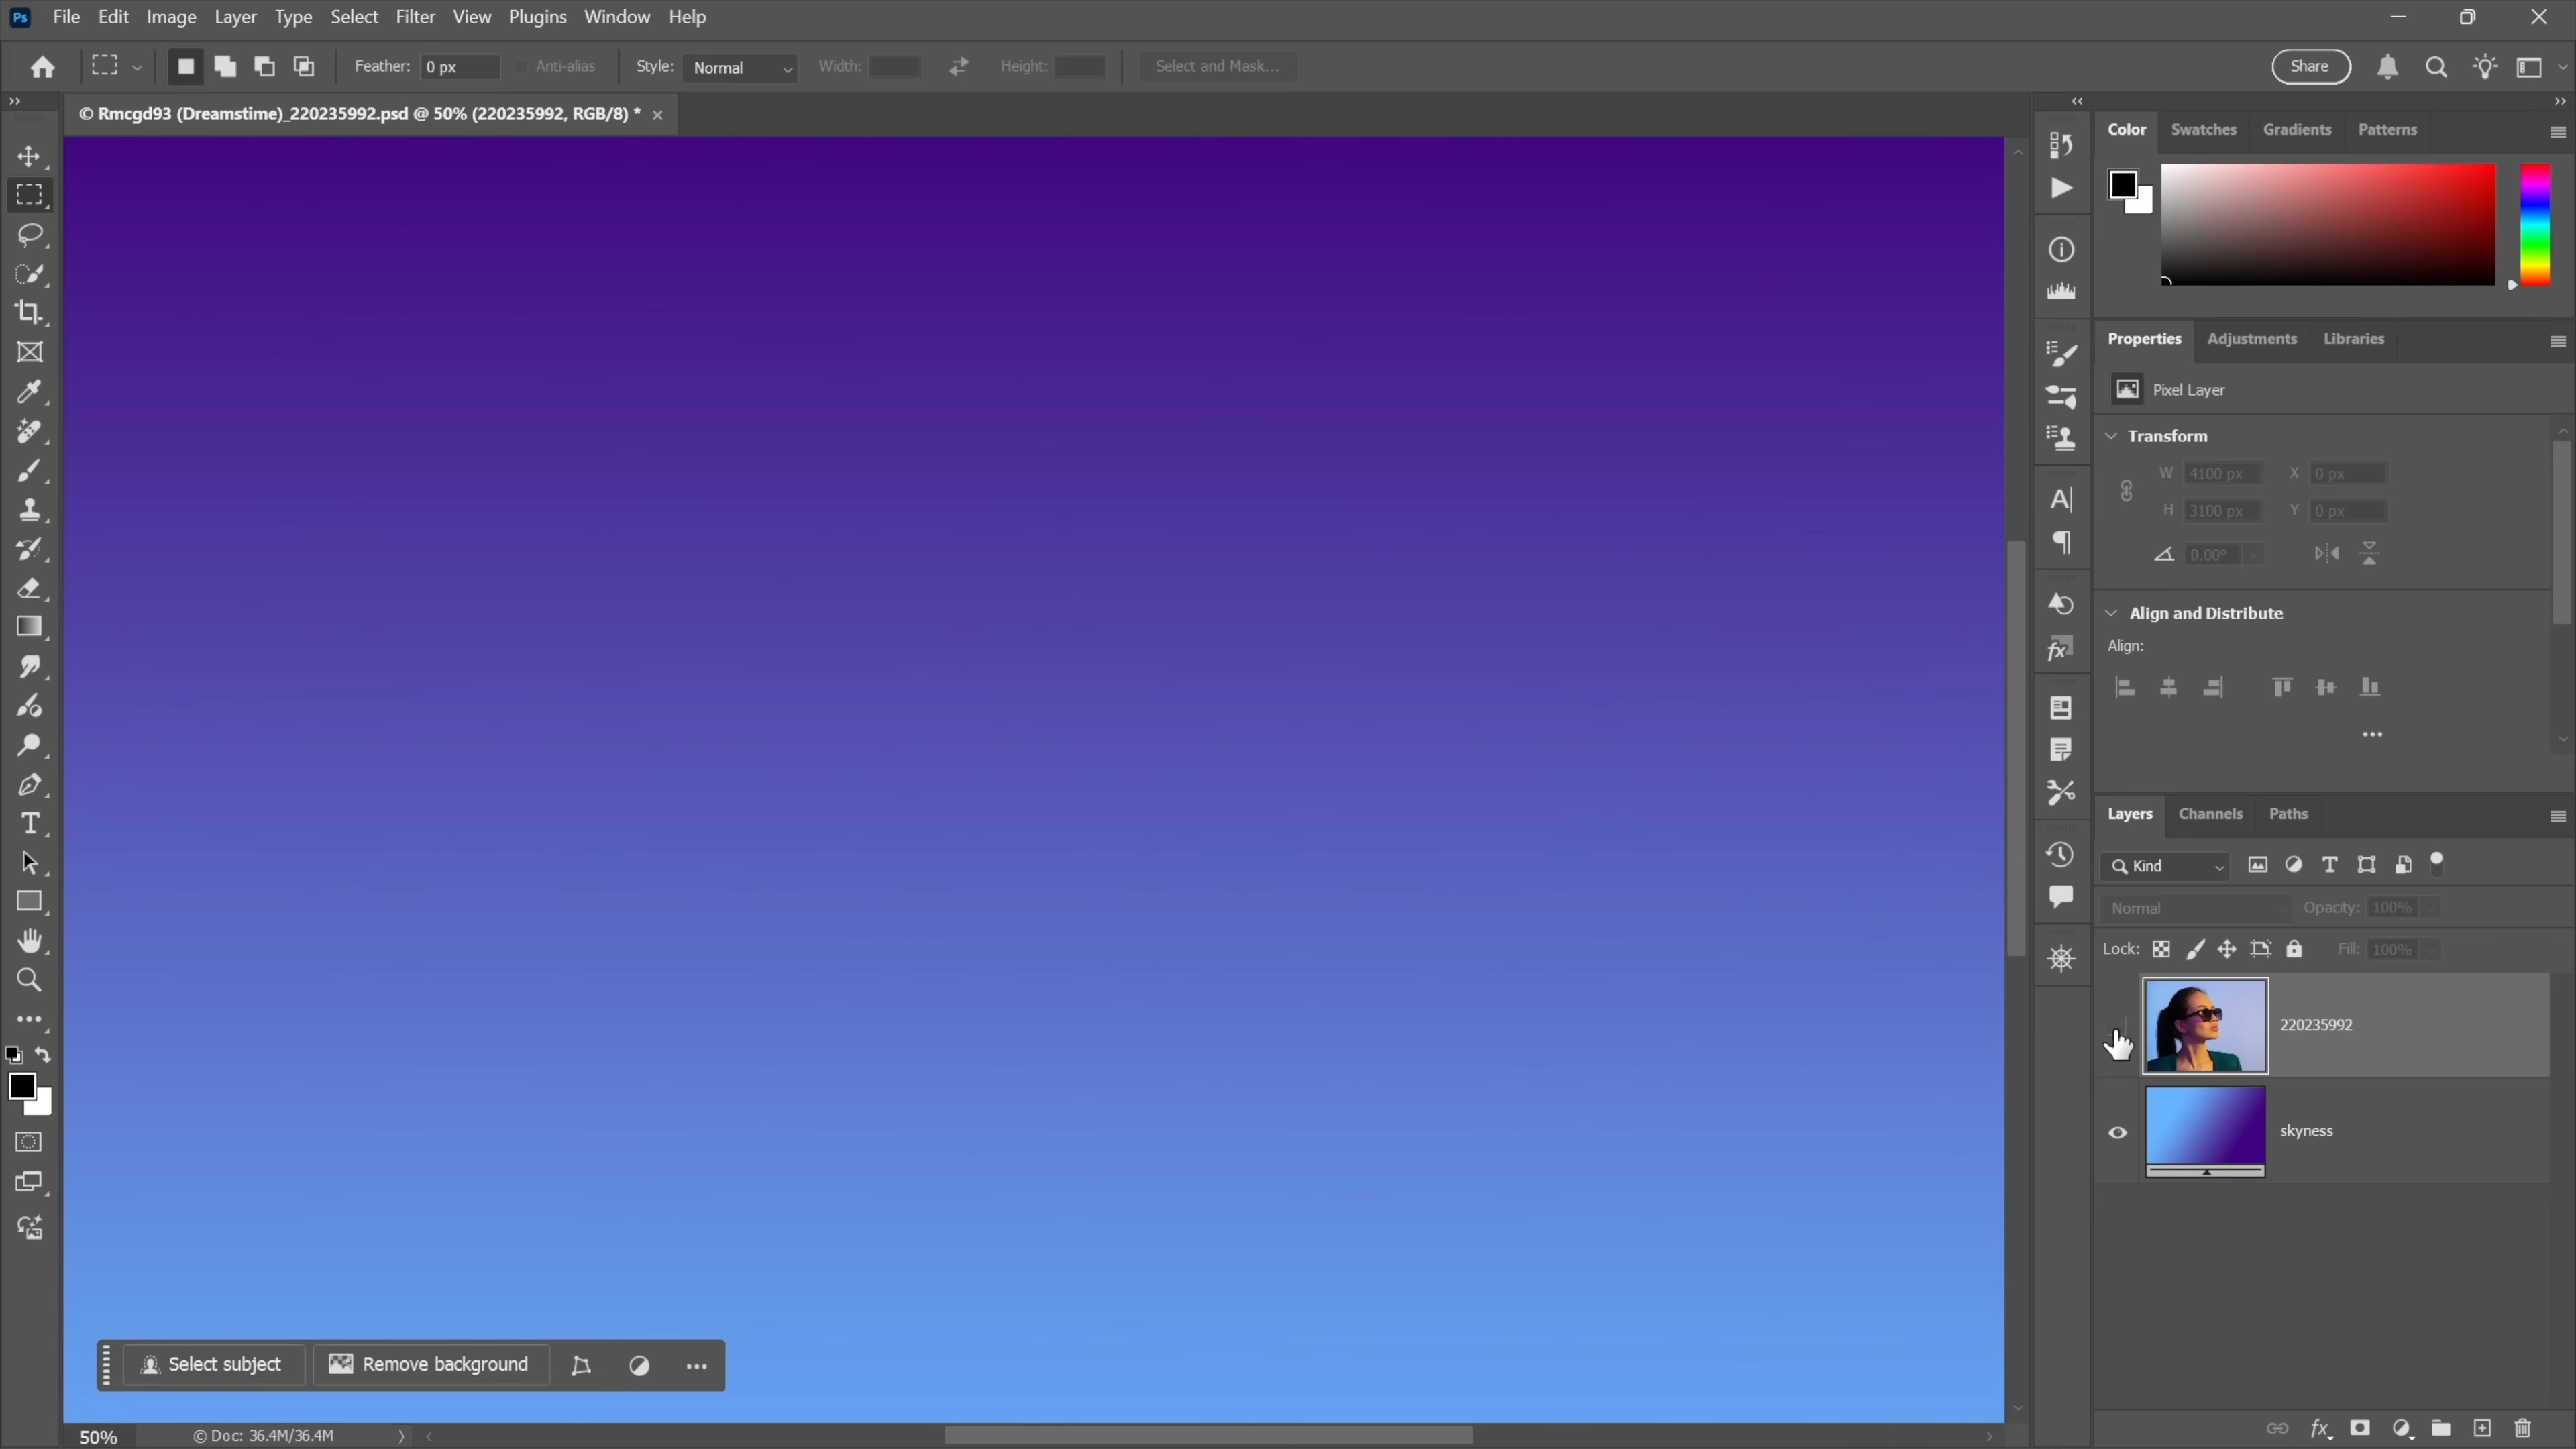 Ps File Edit Image Layer Type Select Filter View Plugins Window Help
Feather: 0 px Anti-alias Style: Normal Width: Height: Select and Mask... Share
© Rmcgd93 (Dreamstime)_220235992.psd @ 50% (220235992, RGB/8) *
Color Swatches Gradients Patterns
Properties Adjustments Libraries
Pixel Layer
Transform
W 4100 px X 0 px
H 3100 px Y 0 px
0.00°
Align and Distribute
Align:
Layers Channels Paths
Kind
Normal Opacity: 100%
Lock: Fill: 100%
220235992
skyness
Select subject Remove background
50% © Doc: 36.4M/36.4M